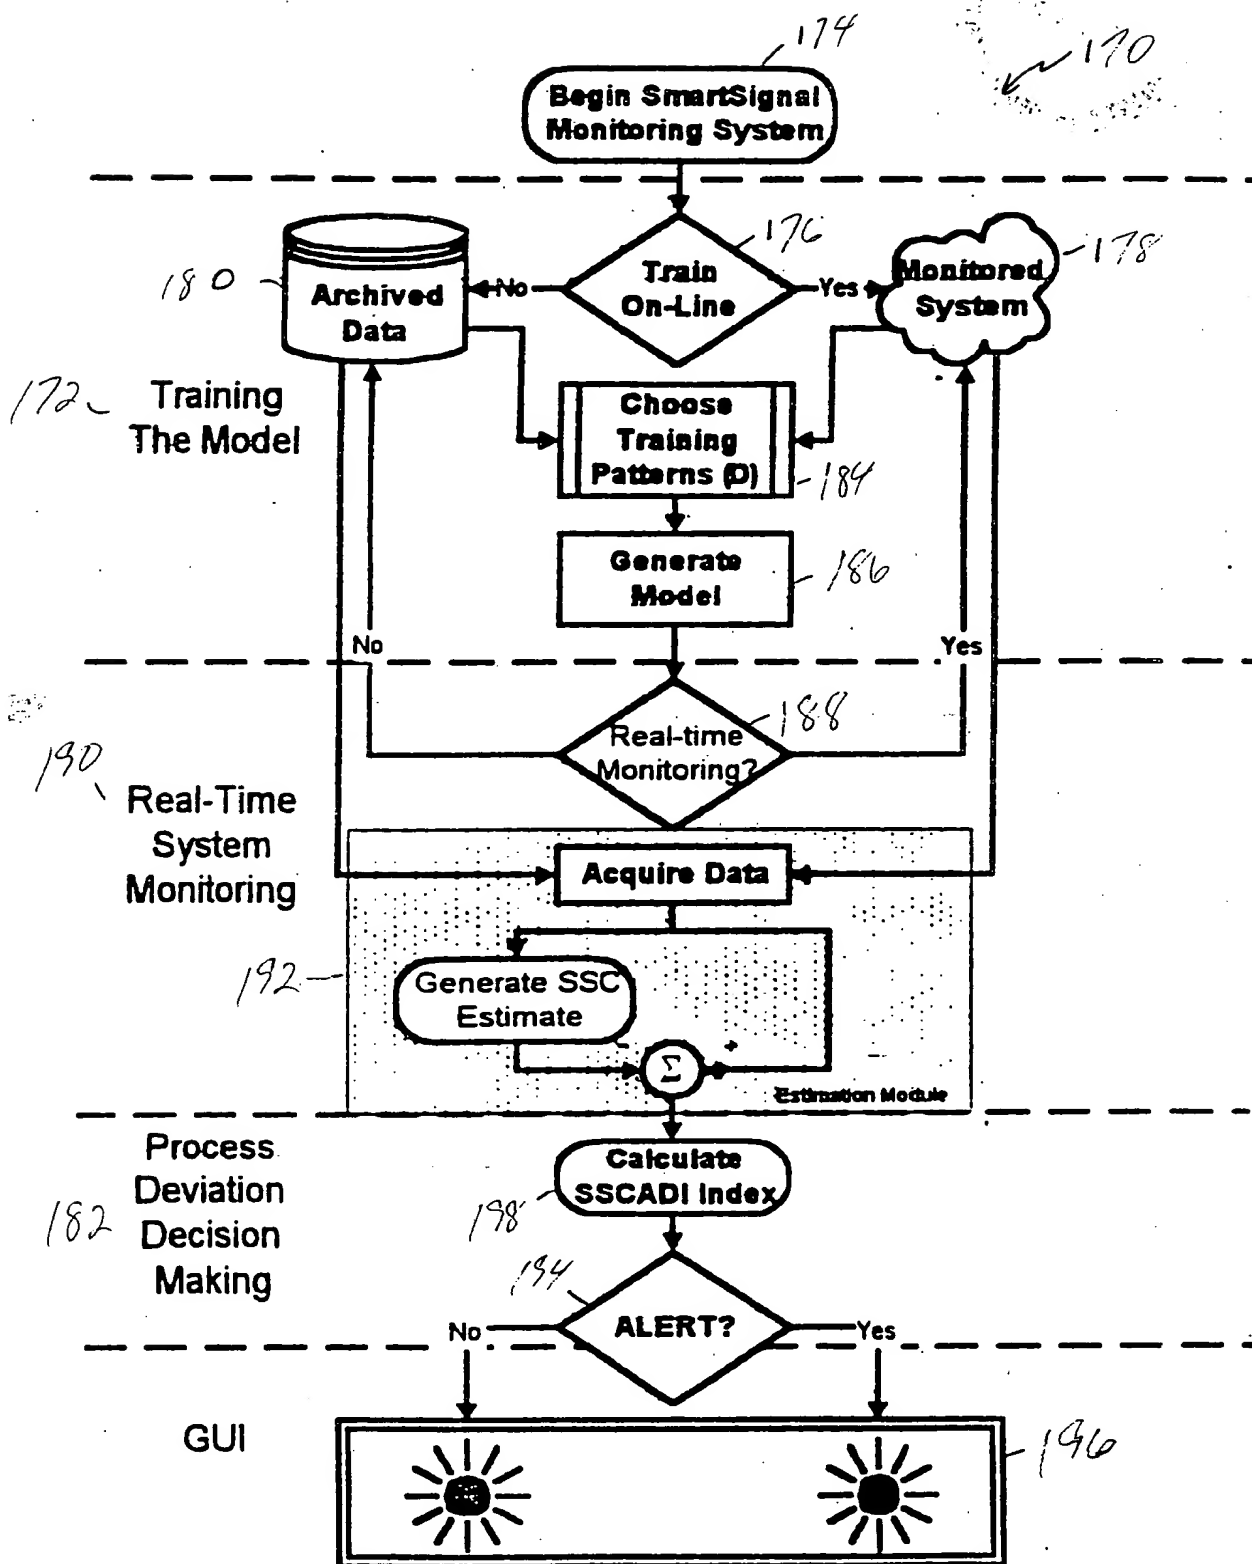 174
170
Begin SmartSignal
Monitoring System
176
178
180
Archived
Data
No
Train
On-Line
Yes
Monitored
System
172
Training
The Model
Choose
Training
Patterns (D)
184
Generate
Model
186
No
Yes
188
Real-time
Monitoring?
190
Real-Time
System
Monitoring
Acquire Data
192
Generate SSC
Estimate
-
+
Σ
Estimation Module
Process
Deviation
Decision
Making
182
Calculate
SSCADI Index
198
194
ALERT?
No
Yes
GUI
196